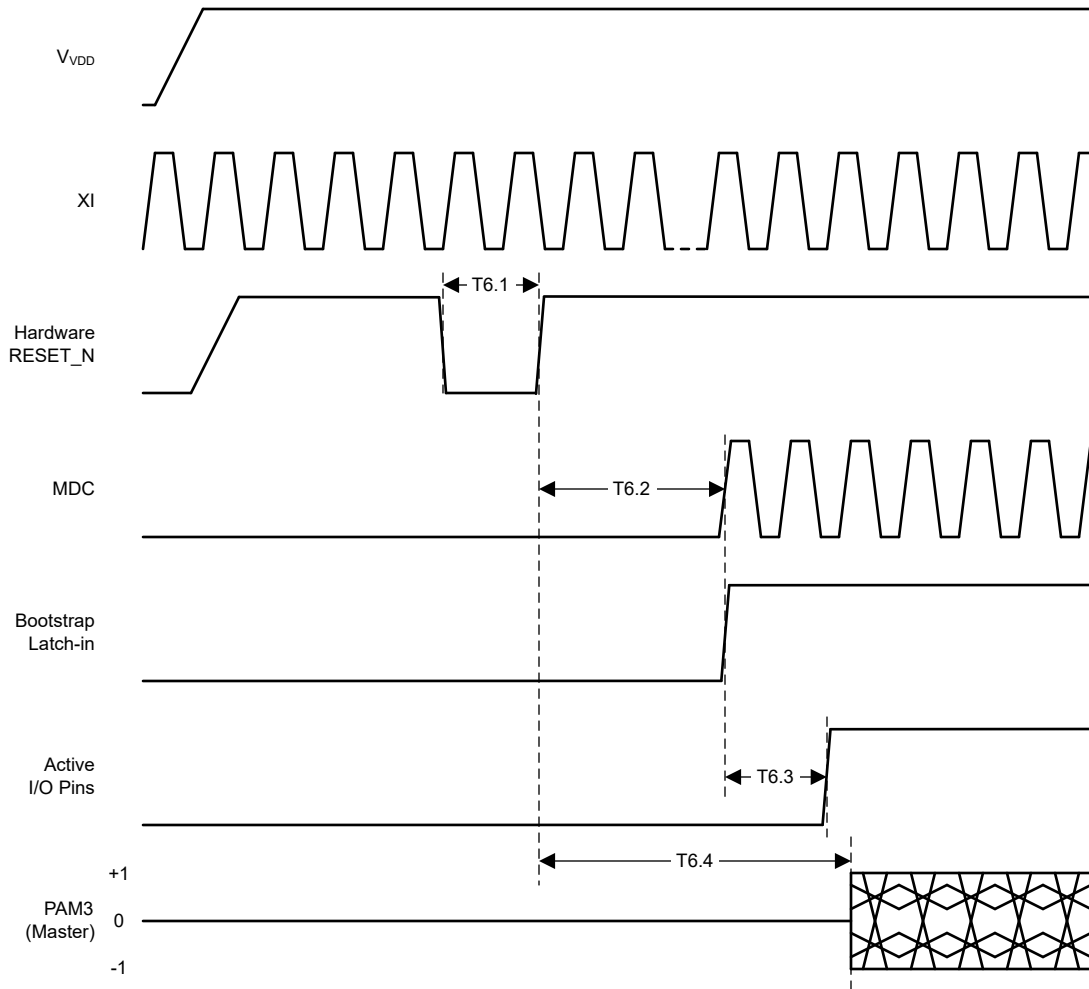 VVDD
XI
T6.1
Hardware
RESET_N
MDC
T6.2
Bootstrap
Latch-in
Active
I/O Pins
T6.3
T6.4
+1
PAM3
(Master)
0
-1